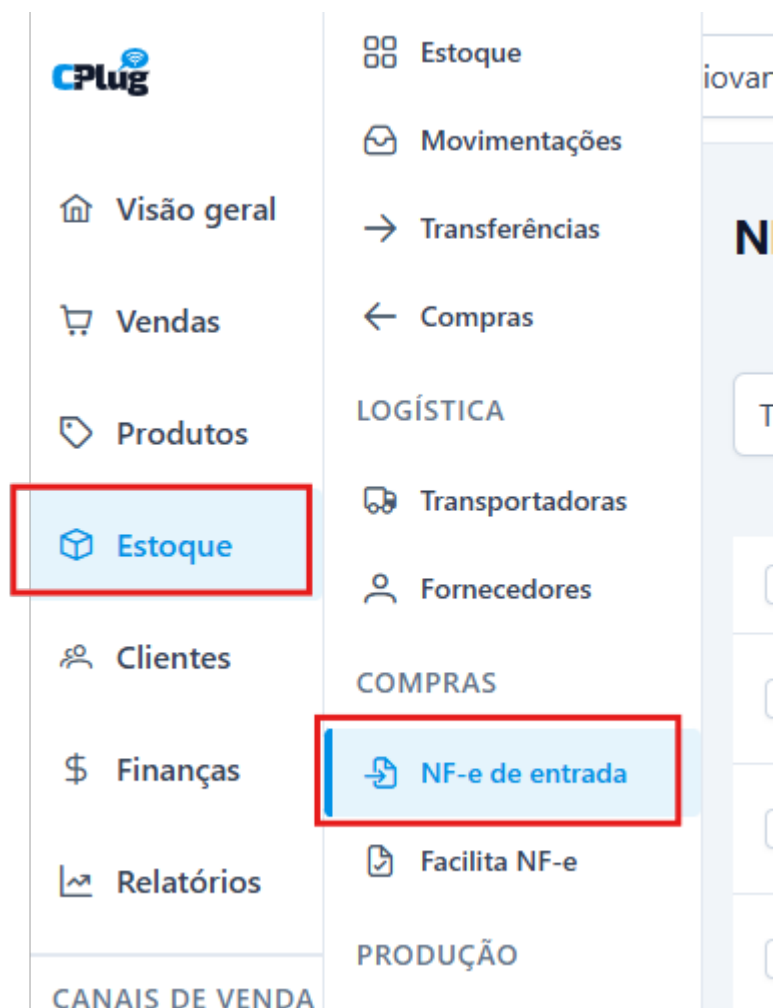 CPlug
Visão geral
Vendas
Produtos
Estoque
Clientes
Finanças
Relatórios
CANAIS DE VENDA
Estoque
Movimentações
Transferências
Compras
LOGÍSTICA
Transportadoras
Fornecedores
COMPRAS
NF-e de entrada
Facilita NF-e
PRODUÇÃO
iovan